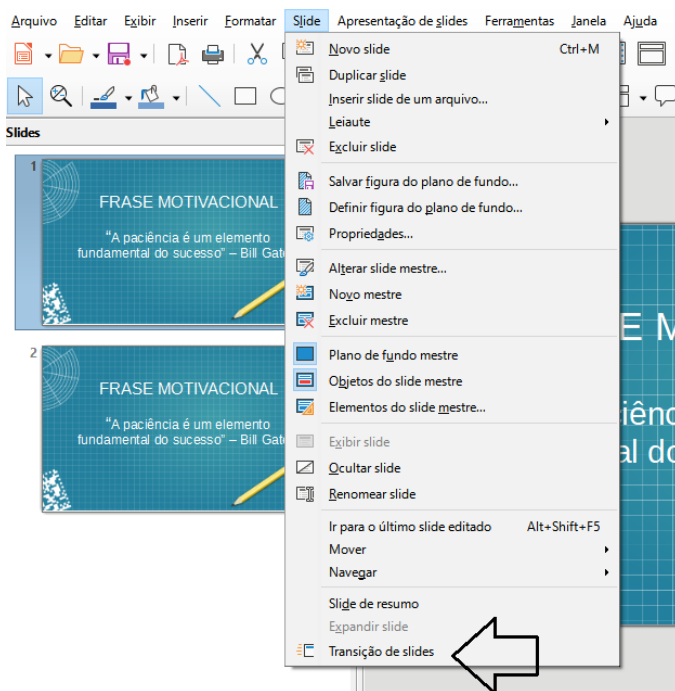 Arquivo Editar Exibir Inserir Formatar Slide Apresentação de slides Ferramentas Janela Ajuda
Slides
1
FRASE MOTIVACIONAL
“A paciência é um elemento
fundamental do sucesso” – Bill Gat
2
FRASE MOTIVACIONAL
“A paciência é um elemento
fundamental do sucesso” – Bill Gat
Novo slide Ctrl+M
Duplicar slide
Inserir slide de um arquivo...
Leiaute
Excluir slide
Salvar figura do plano de fundo...
Definir figura do plano de fundo...
Propriedades...
Alterar slide mestre...
Novo mestre
Excluir mestre
Plano de fundo mestre
Objetos do slide mestre
Elementos do slide mestre...
Exibir slide
Ocultar slide
Renomear slide
Ir para o último slide editado Alt+Shift+F5
Mover
Navegar
Slide de resumo
Expandir slide
Transição de slides
E M
iênc
al do